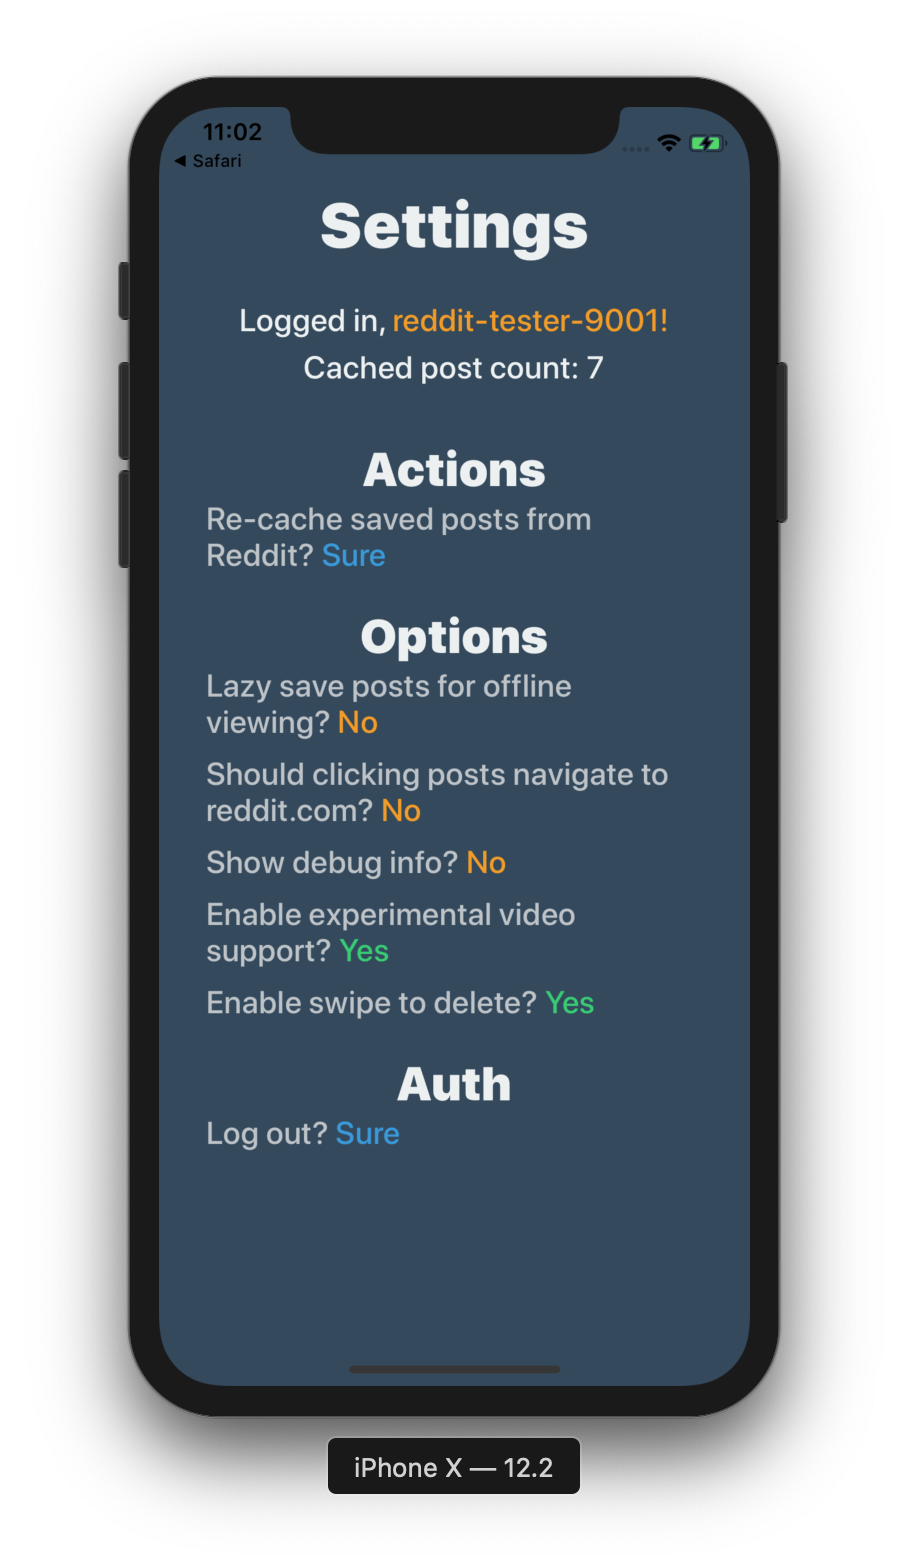 11:02
◀ Safari
Settings
Logged in, reddit-tester-9001!
Cached post count: 7
Actions
Re-cache saved posts from
Reddit? Sure
Options
Lazy save posts for offline
viewing? No
Should clicking posts navigate to
reddit.com? No
Show debug info? No
Enable experimental video
support? Yes
Enable swipe to delete? Yes
Auth
Log out? Sure
iPhone X — 12.2